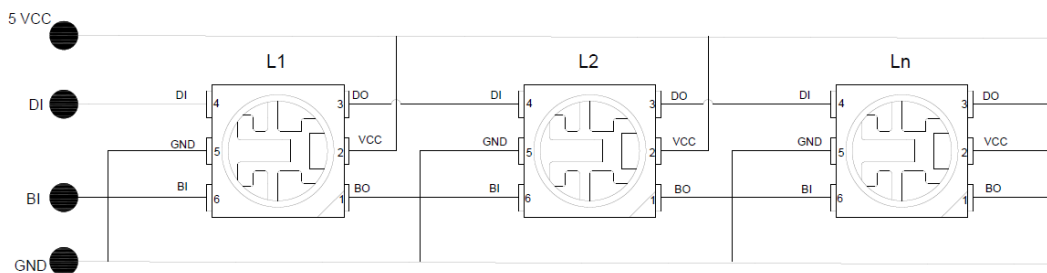 5 VCC
L1 L2 Ln
DI DI 4 3 DO DI 4 3 DO DI 4 3 DO
GND 5 2 VCC GND 5 2 VCC GND 5 2 VCC
BI BI 6 1 BO BI 6 1 BO BI 6 1 BO
GND